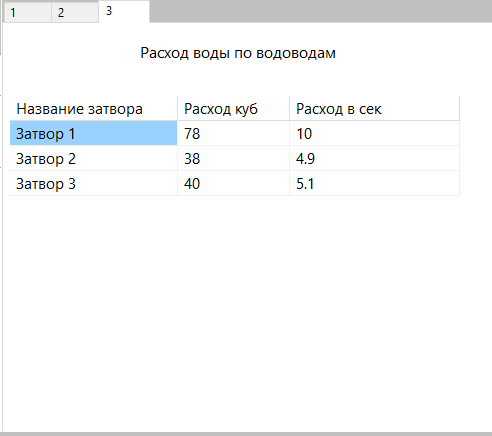 1 2 3
Расход воды по водоводам
Название затвора Расход куб Расход в сек
Затвор 1 78 10
Затвор 2 38 4.9
Затвор 3 40 5.1